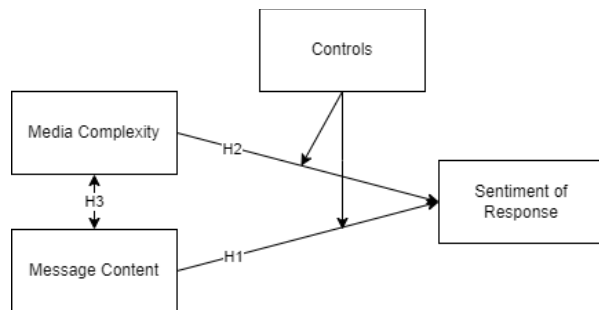 Controls
Media Complexity
H2
H3
Sentiment of
Response
Message Content
H1